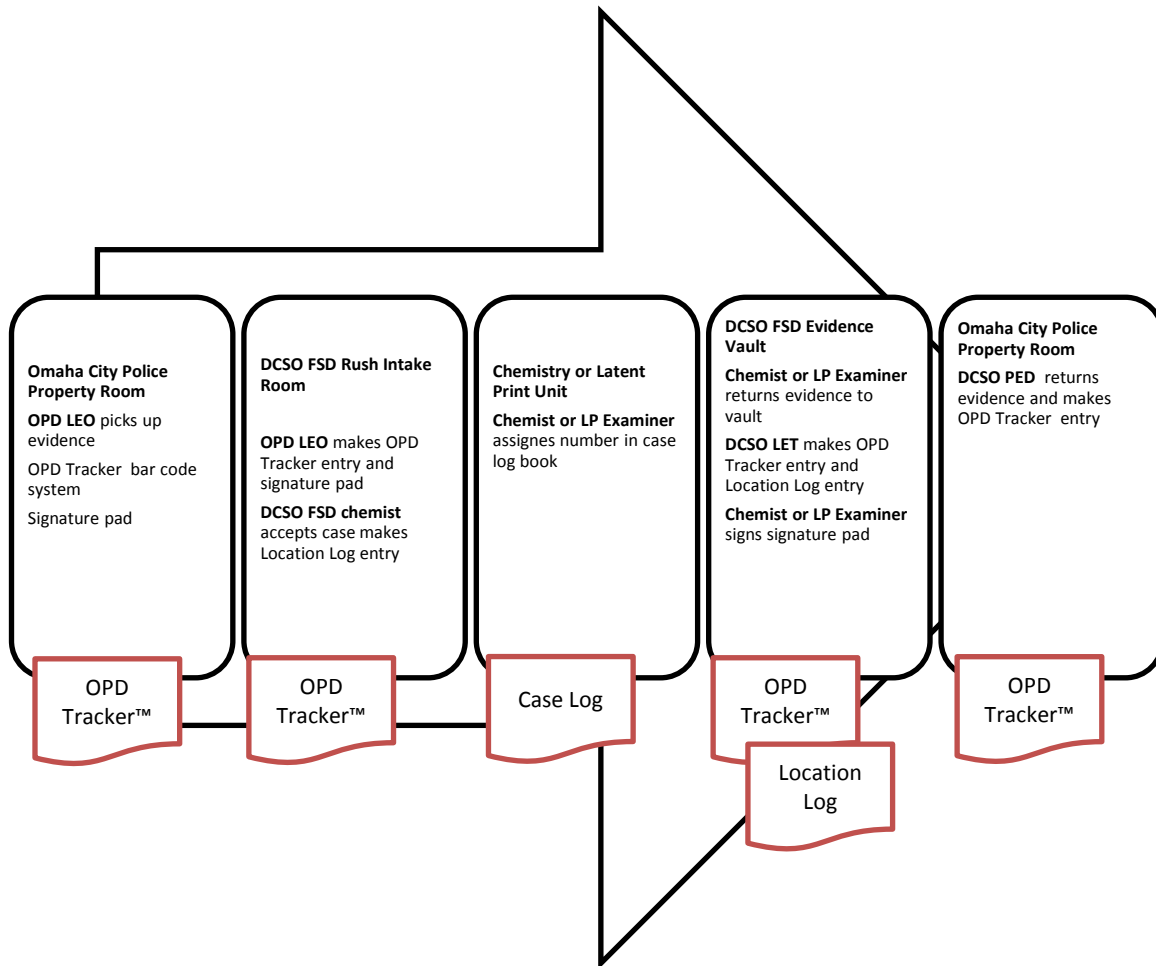 Omaha City Police
Property Room
OPD LEO picks up
evidence
OPD Tracker bar code
system
Signature pad
OPD
Tracker™
DCSO FSD Rush Intake
Room
OPD LEO makes OPD
Tracker entry and
signature pad
DCSO FSD chemist
accepts case makes
Location Log entry
OPD
Tracker™
Chemistry or Latent
Print Unit
Chemist or LP Examiner
assignes number in case
log book
Case Log
DCSO FSD Evidence
Vault
Chemist or LP Examiner
returns evidence to
vault
DCSO LET makes OPD
Tracker entry and
Location Log entry
Chemist or LP Examiner
signs signature pad
OPD
Tracker™
Location
Log
Omaha City Police
Property Room
DCSO PED returns
evidence and makes
OPD Tracker entry
OPD
Tracker™